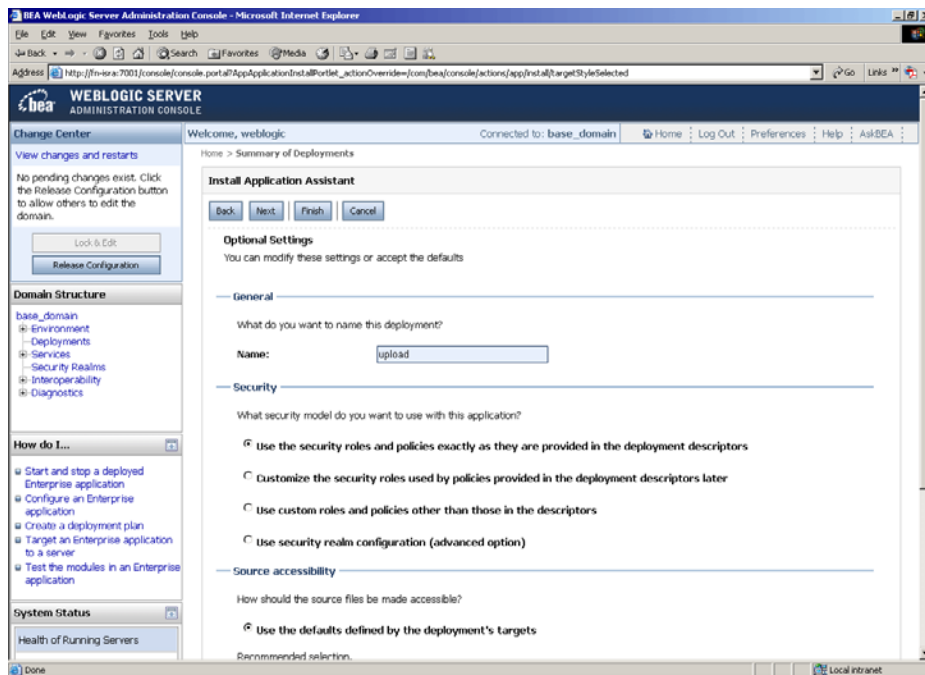 BEA WebLogic Server Administration Console - Microsoft Internet Explorer
File Edit View Favorites Tools Help
Back Search Favorites Media
Address http://fn-isra:7001/console/console.portal?AppApplicationInstallPortlet_actionOverride=/com/bea/console/actions/app/install/targetStyleSelected Go Links »
bea WEBLOGIC SERVER
ADMINISTRATION CONSOLE
Change Center
View changes and restarts
No pending changes exist. Click
the Release Configuration button
to allow others to edit the
domain.
Lock & Edit
Release Configuration
Domain Structure
base_domain
Environment
Deployments
Services
Security Realms
Interoperability
Diagnostics
How do I...
Start and stop a deployed
Enterprise application
Configure an Enterprise
application
Create a deployment plan
Target an Enterprise application
to a server
Test the modules in an Enterprise
application
System Status
Health of Running Servers
Welcome, weblogic Connected to: base_domain Home Log Out Preferences Help AskBEA
Home > Summary of Deployments
Install Application Assistant
Back Next Finish Cancel
Optional Settings
You can modify these settings or accept the defaults
General
What do you want to name this deployment?
Name: upload
Security
What security model do you want to use with this application?
Use the security roles and policies exactly as they are provided in the deployment descriptors
Customize the security roles used by policies provided in the deployment descriptors later
Use custom roles and policies other than those in the descriptors
Use security realm configuration (advanced option)
Source accessibility
How should the source files be made accessible?
Use the defaults defined by the deployment's targets
Recommended selection.
Done Local intranet